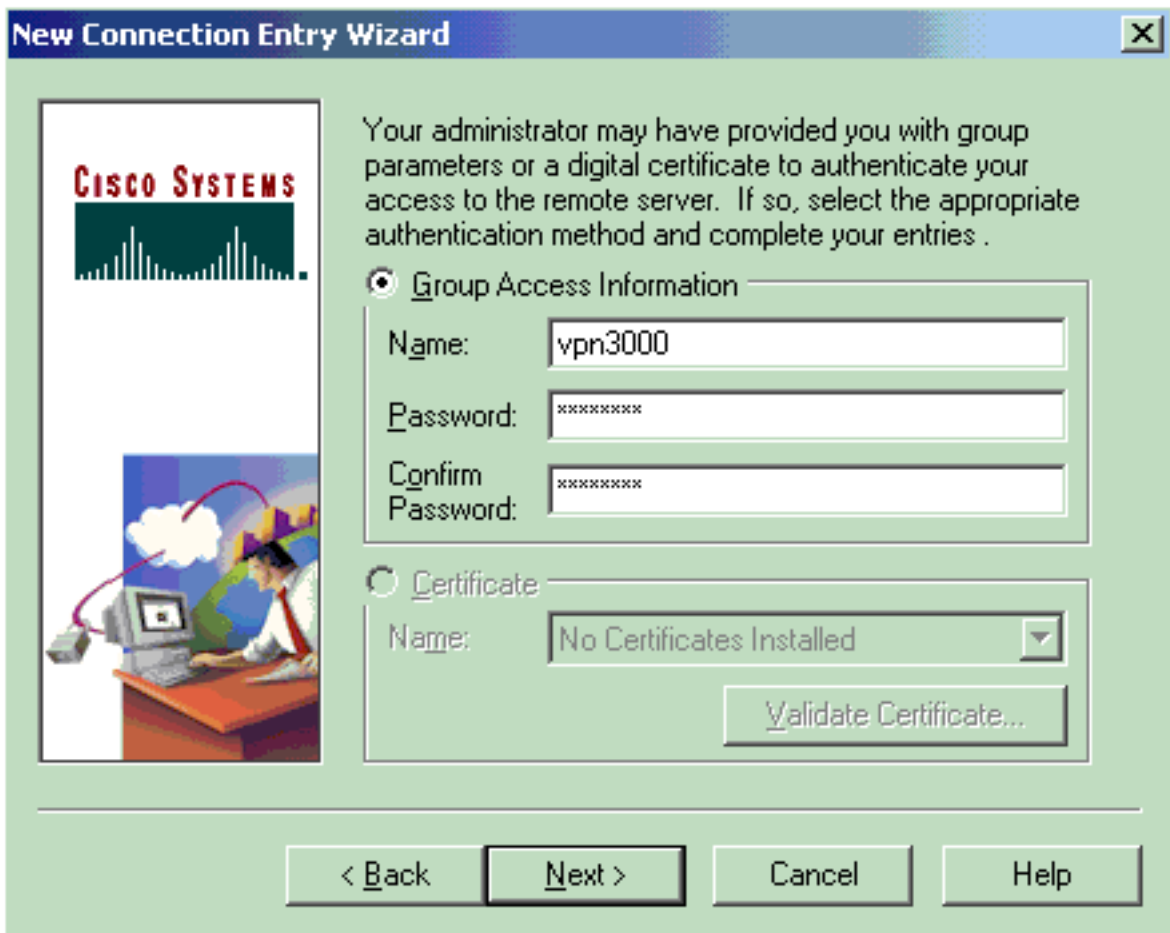 New Connection Entry Wizard
CISCO SYSTEMS
Your administrator may have provided you with group
parameters or a digital certificate to authenticate your
access to the remote server.  If so, select the appropriate
authentication method and complete your entries .
Group Access Information
Name: vpn3000
Password: ********
Confirm
Password: ********
Certificate
Name: No Certificates Installed
Validate Certificate...
< Back
Next >
Cancel
Help